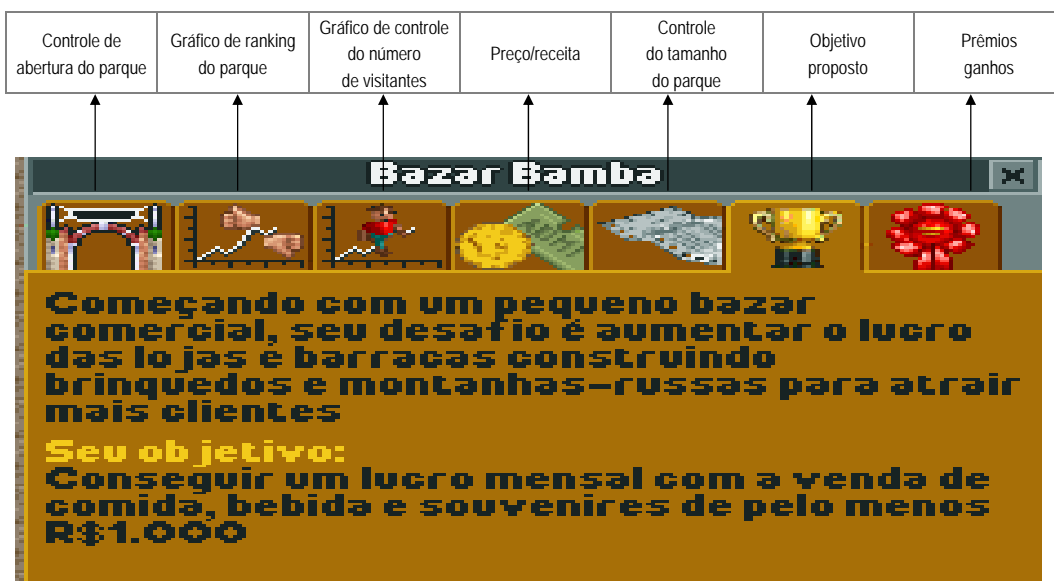 Controle de
abertura do parque
Gráfico de ranking
do parque
Gráfico de controle
do número
de visitantes
Preço/receita
Controle
do tamanho
do parque
Objetivo
proposto
Prêmios
ganhos
Bazar Bamba
Começando com um pequeno bazar
comercial, seu desafio é aumentar o lucro
das lojas e barracas construindo
brinquedos e montanhas-russas para atrair
mais clientes
Seu objetivo:
Conseguir um lucro mensal com a venda de
comida, bebida e souvenires de pelo menos
R$1.000